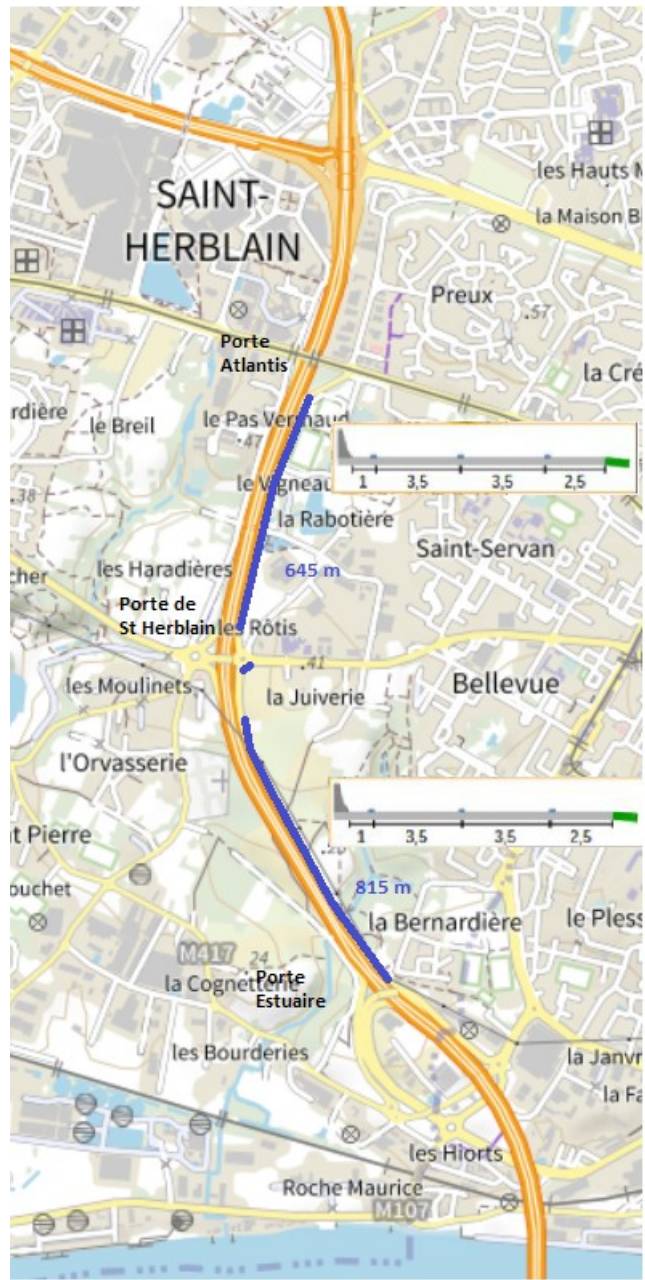 les Hauts M
SAINT-
HERBLAIN
la Maison B
Preux
.57
Porte
Atlantis
la Cré
rdière
le Breil
le Pas Vernaud
.47
le Vigneau
1 3,5 3,5 2,5
.38
la Rabotière
Saint-Servan
les Haradières
645 m
cher
Porte de
St Herblain
les Rôtis
.41
les Moulinets
la Juiverie
Bellevue
l'Orvasserie
nt Pierre
1 3,5 3,5 2,5
ouchet
815 m
la Bernardière
le Pless
M417
24
Porte
Estuaire
les Bourderies
la Janvr
la Fa
les Hiorts
Roche Maurice
M107